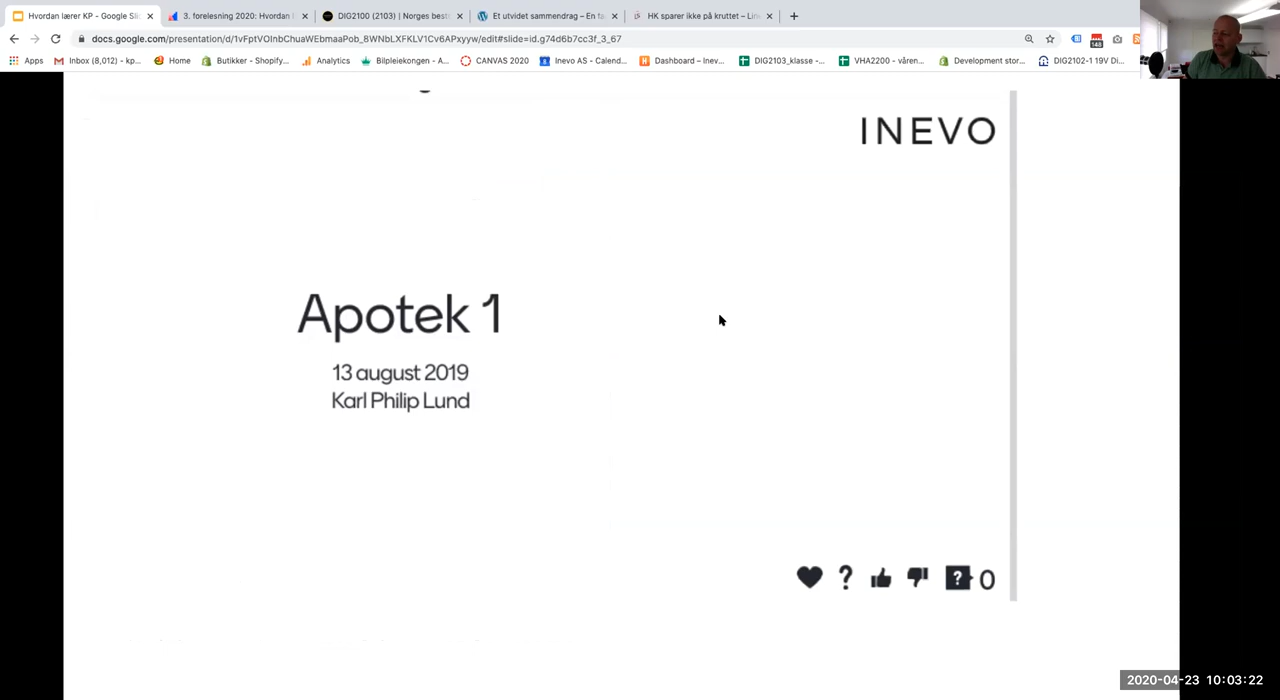 Hvordan lærer KP - Google Sli
3. forelesning 2020: Hvordan
DIG2100 (2103) | Norges best
Et utvidet sammendrag – En fa
HK sparer ikke på kruttet – Lin
docs.google.com/presentation/d/1vFptVOInbChuaWEbmaaPob_8WNbLXFKLV1Cv6APxyyw/edit#slide=id.g74d6b7cc3f_3_67
148
Apps
Inbox (8,012) - kp...
Home
Butikker - Shopify...
Analytics
Bilpleiekongen - A...
CANVAS 2020
Inevo AS - Calend...
Dashboard – Inev...
DIG2103_klasse -...
VHA2200 - våren...
Development stor...
DIG2102-1 19V Di...
INEVO
Apotek 1
13 august 2019
Karl Philip Lund
? ? 0
2020-04-23 10:03:22